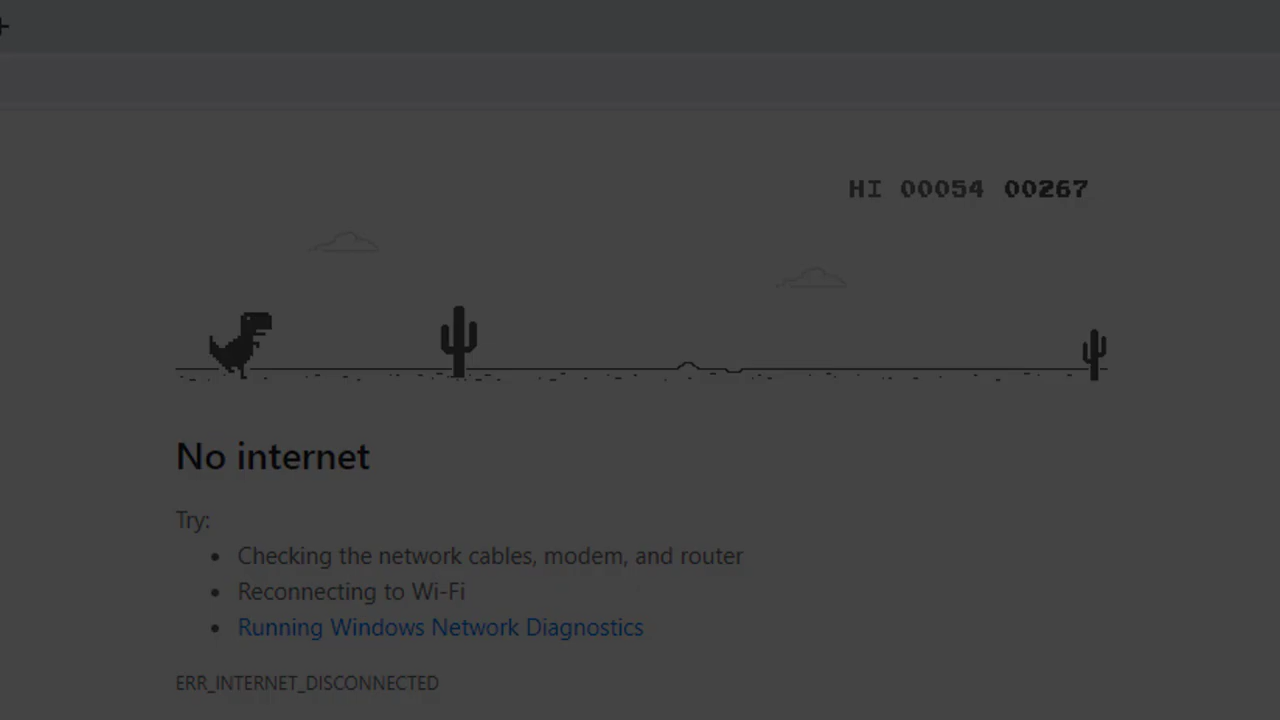 HI 00054 00267
No internet
Try:
• Checking the network cables, modem, and router
• Reconnecting to Wi-Fi
• Running Windows Network Diagnostics
ERR_INTERNET_DISCONNECTED